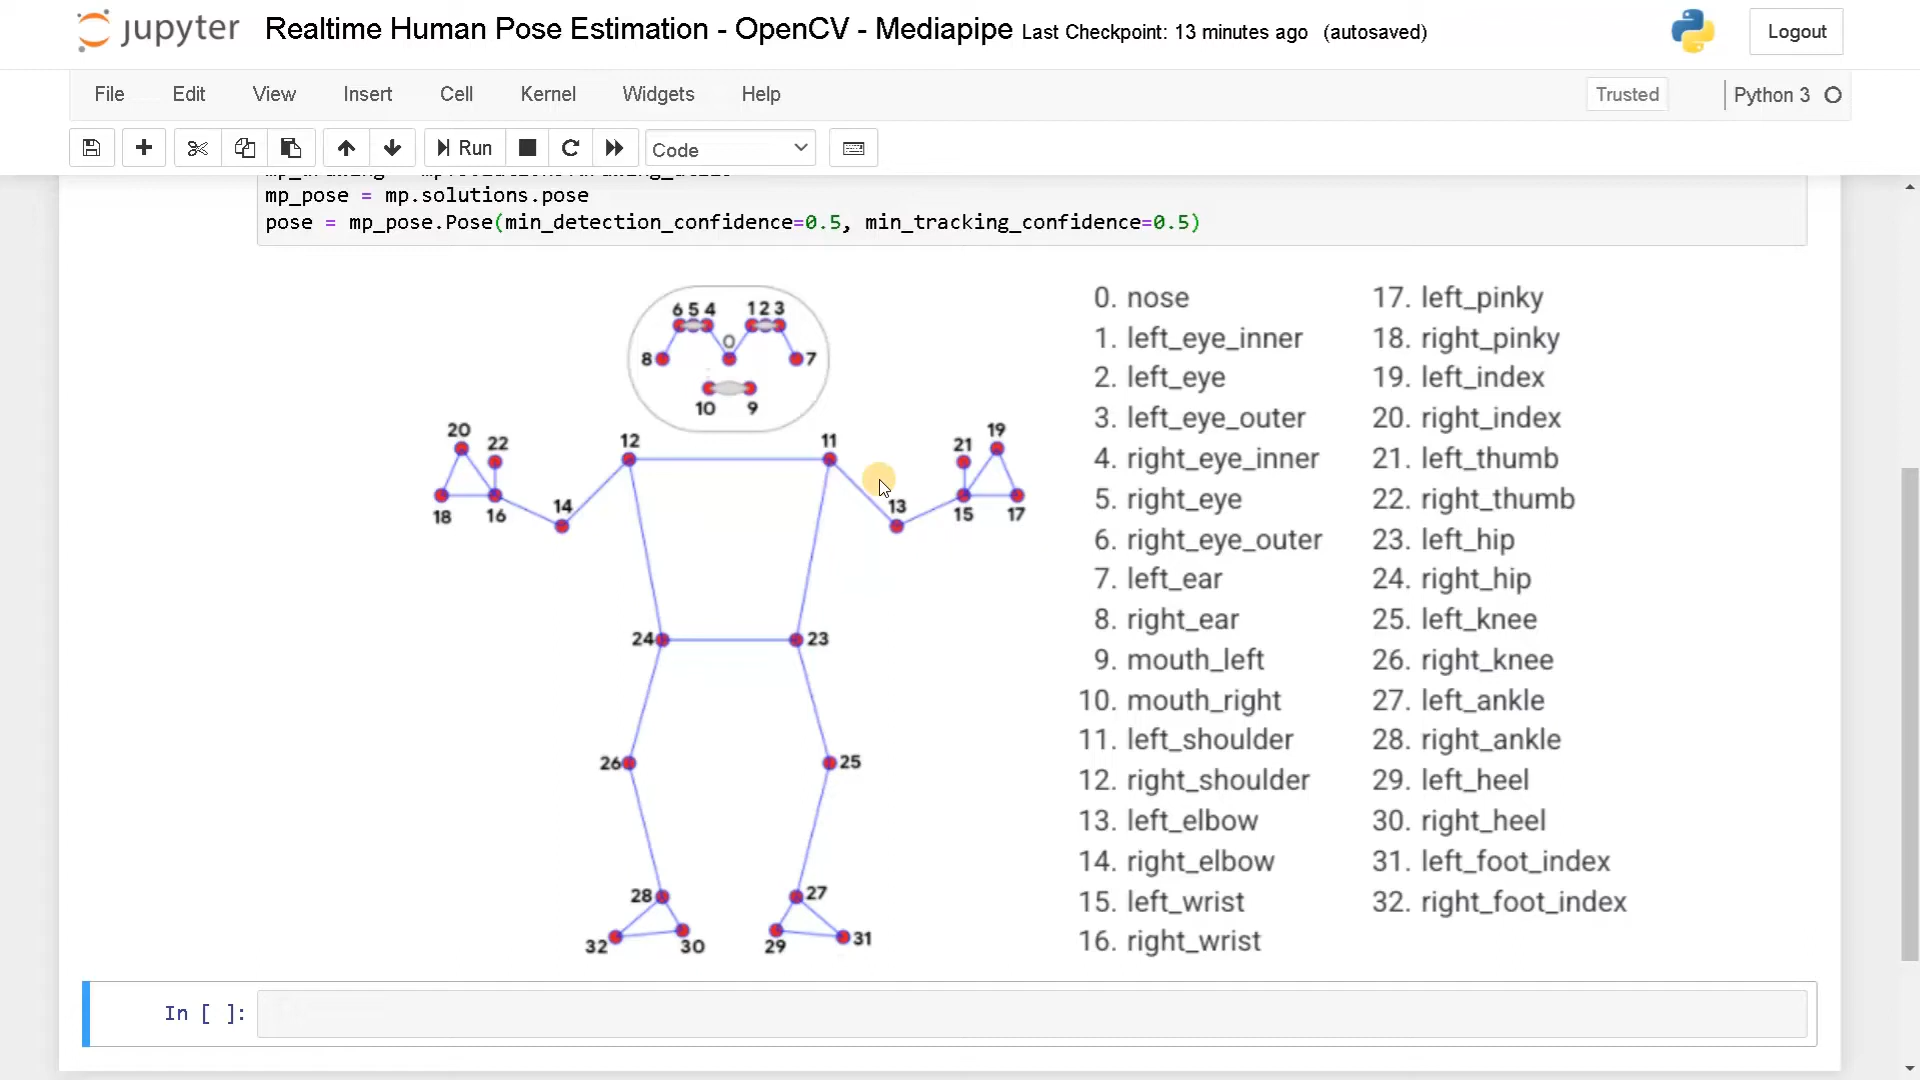 jupyter Realtime Human Pose Estimation - OpenCV - Mediapipe Last Checkpoint: 13 minutes ago (autosaved)
Logout
File Edit View Insert Cell Kernel Widgets Help
Trusted
Python 3
Run
Code
mp_pose = mp.solutions.pose
pose = mp_pose.Pose(min_detection_confidence=0.5, min_tracking_confidence=0.5)
6 5 4 1 2 3
0
8 7
10 9
20 22 12 11 21 19
18 16 14 13 15 17
24 23
26 25
28 27
32 30 29 31
0. nose
1. left_eye_inner
2. left_eye
3. left_eye_outer
4. right_eye_inner
5. right_eye
6. right_eye_outer
7. left_ear
8. right_ear
9. mouth_left
10. mouth_right
11. left_shoulder
12. right_shoulder
13. left_elbow
14. right_elbow
15. left_wrist
16. right_wrist
17. left_pinky
18. right_pinky
19. left_index
20. right_index
21. left_thumb
22. right_thumb
23. left_hip
24. right_hip
25. left_knee
26. right_knee
27. left_ankle
28. right_ankle
29. left_heel
30. right_heel
31. left_foot_index
32. right_foot_index
In [ ]: